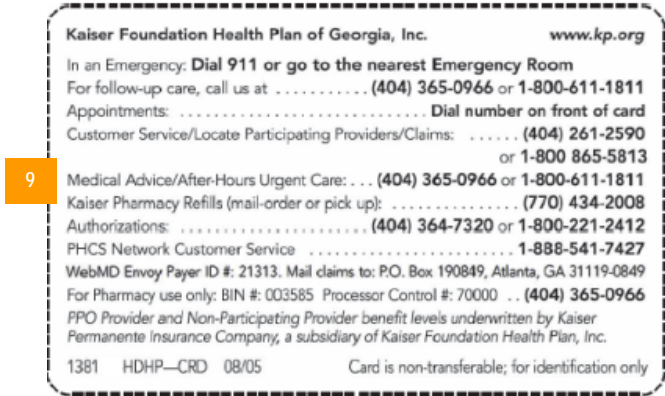 Kaiser Foundation Health Plan of Georgia, Inc. www.kp.org
In an Emergency: Dial 911 or go to the nearest Emergency Room
For follow-up care, call us at ........... (404) 365-0966 or 1-800-611-1811
Appointments: ............................ Dial number on front of card
Customer Service/Locate Participating Providers/Claims: ...... (404) 261-2590
or 1-800 865-5813
9
Medical Advice/After-Hours Urgent Care: ... (404) 365-0966 or 1-800-611-1811
Kaiser Pharmacy Refills (mail-order or pick up): ................ (770) 434-2008
Authorizations: ...................... (404) 364-7320 or 1-800-221-2412
PHCS Network Customer Service ..................... 1-888-541-7427
WebMD Envoy Payer ID #: 21313. Mail claims to: P.O. Box 190849, Atlanta, GA 31119-0849
For Pharmacy use only: BIN #: 003585 Processor Control #: 70000 .. (404) 365-0966
PPO Provider and Non-Participating Provider benefit levels underwritten by Kaiser
Permanente Insurance Company, a subsidiary of Kaiser Foundation Health Plan, Inc.
1381 HDHP—CRD 08/05 Card is non-transferable; for identification only